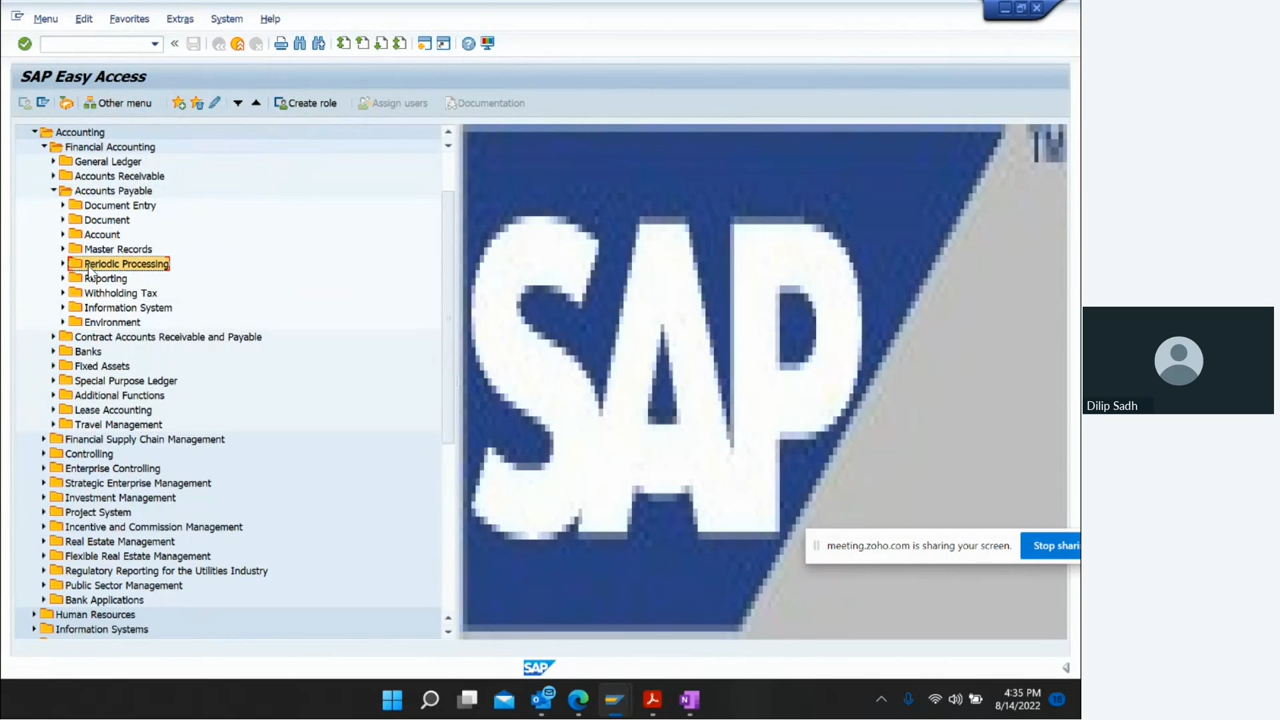 Menu Edit Favorites Extras System Help
SAP Easy Access
Other menu Create role Assign users Documentation
Accounting
Financial Accounting
General Ledger
Accounts Receivable
Accounts Payable
Document Entry
Document
Account
Master Records
Periodic Processing
Reporting
Withholding Tax
Information System
Environment
Contract Accounts Receivable and Payable
Banks
Fixed Assets
Special Purpose Ledger
Additional Functions
Lease Accounting
Travel Management
Financial Supply Chain Management
Controlling
Enterprise Controlling
Strategic Enterprise Management
Investment Management
Project System
Incentive and Commission Management
Real Estate Management
Flexible Real Estate Management
Regulatory Reporting for the Utilities Industry
Public Sector Management
Bank Applications
Human Resources
Information Systems
TM
SAP
meeting.zoho.com is sharing your screen. Stop shari
Dilip Sadh
SAP
4:35 PM
8/14/2022